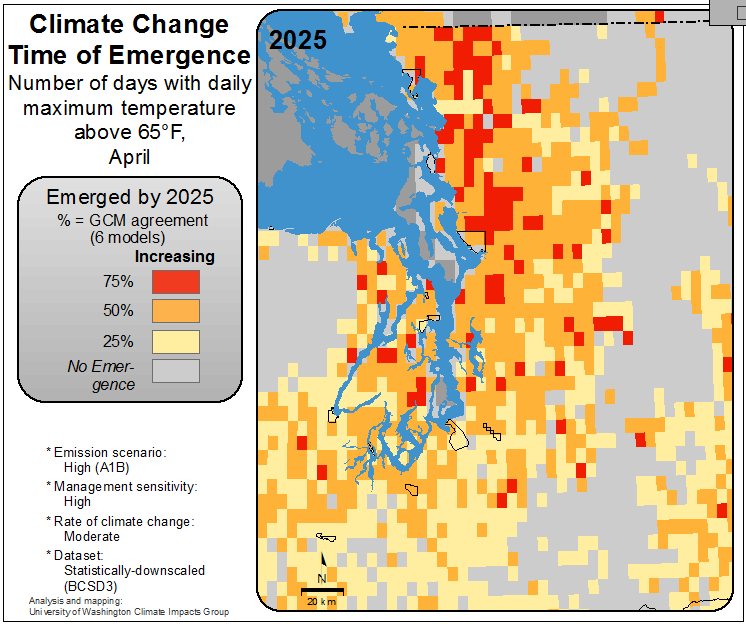 Climate Change
Time of Emergence
Number of days with daily
maximum temperature
above 65°F,
April
Emerged by 2025
% = GCM agreement
(6 models)
Increasing
75%
50%
25%
No Emer-
gence
* Emission scenario:
High (A1B)
* Management sensitivity:
High
* Rate of climate change:
Moderate
* Dataset:
Statistically-downscaled
(BCSD3)
Analysis and mapping:
University of Washington Climate Impacts Group
2025
N
20 km